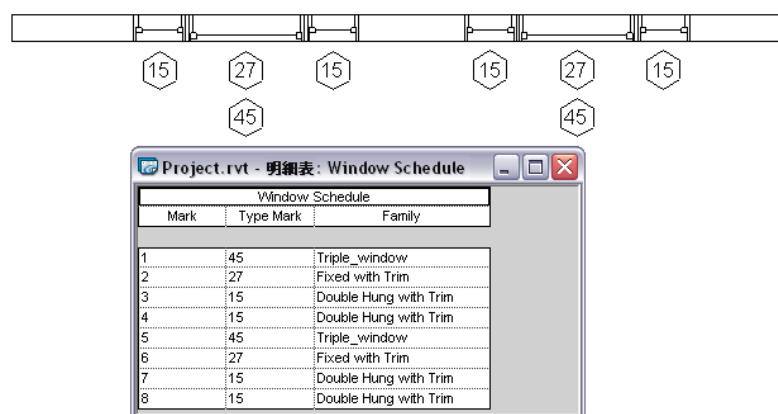 15 27 15 15 27 15
45 45
Project.rvt - 明細表: Window Schedule
Window Schedule
Mark Type Mark Family
1 45 Triple_window
2 27 Fixed with Trim
3 15 Double Hung with Trim
4 15 Double Hung with Trim
5 45 Triple_window
6 27 Fixed with Trim
7 15 Double Hung with Trim
8 15 Double Hung with Trim